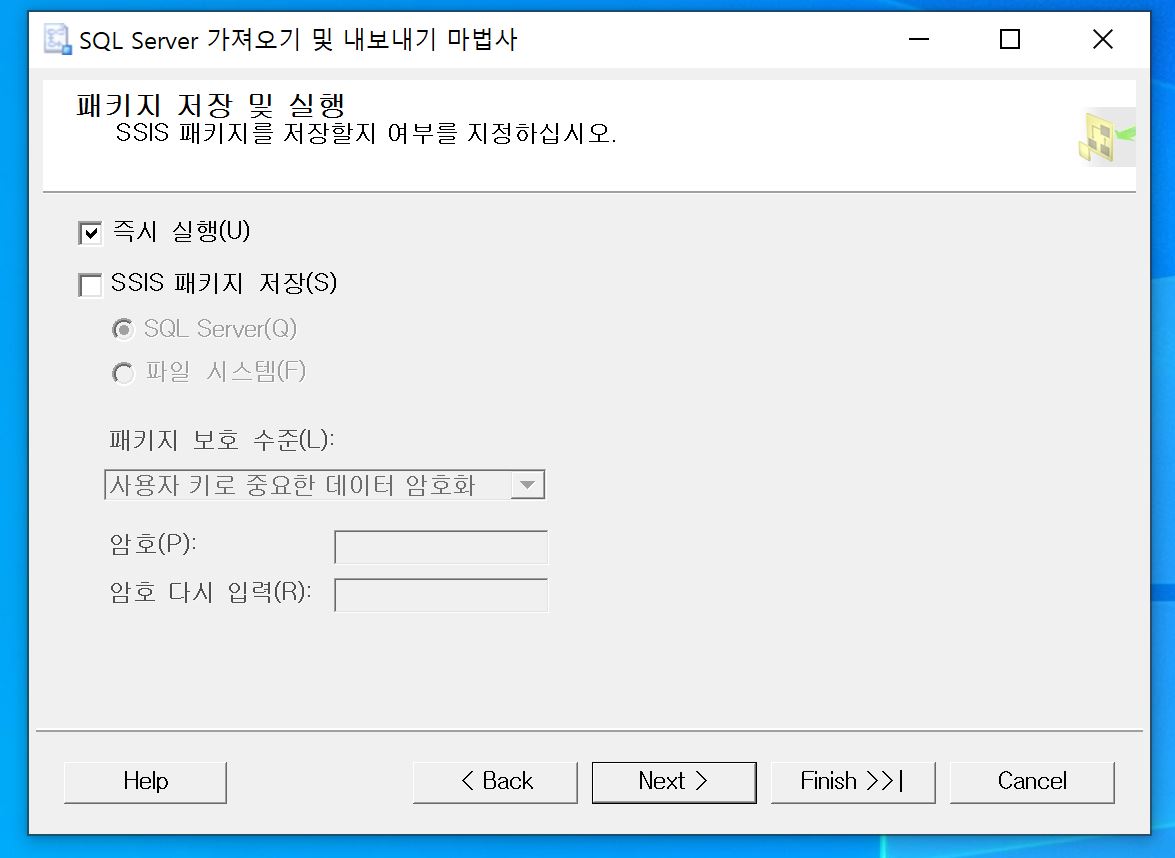 SQL Server 가져오기 및 내보내기 마법사
패키지 저장 및 실행
SSIS 패키지를 저장할지 여부를 지정하십시오.
즉시 실행(U)
SSIS 패키지 저장(S)
SQL Server(Q)
파일 시스템(F)
패키지 보호 수준(L):
사용자 키로 중요한 데이터 암호화
암호(P):
암호 다시 입력(R):
Help
< Back
Next >
Finish >>|
Cancel